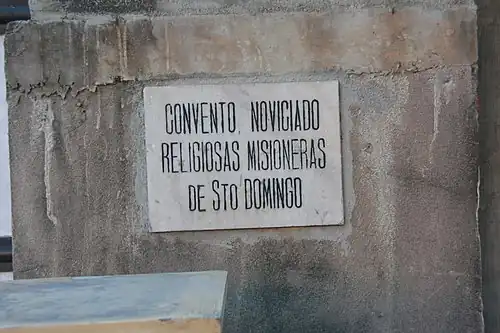 CONVENTO, NOVICIADO
RELIGIOSAS MISIONERAS
DE STO DOMINGO